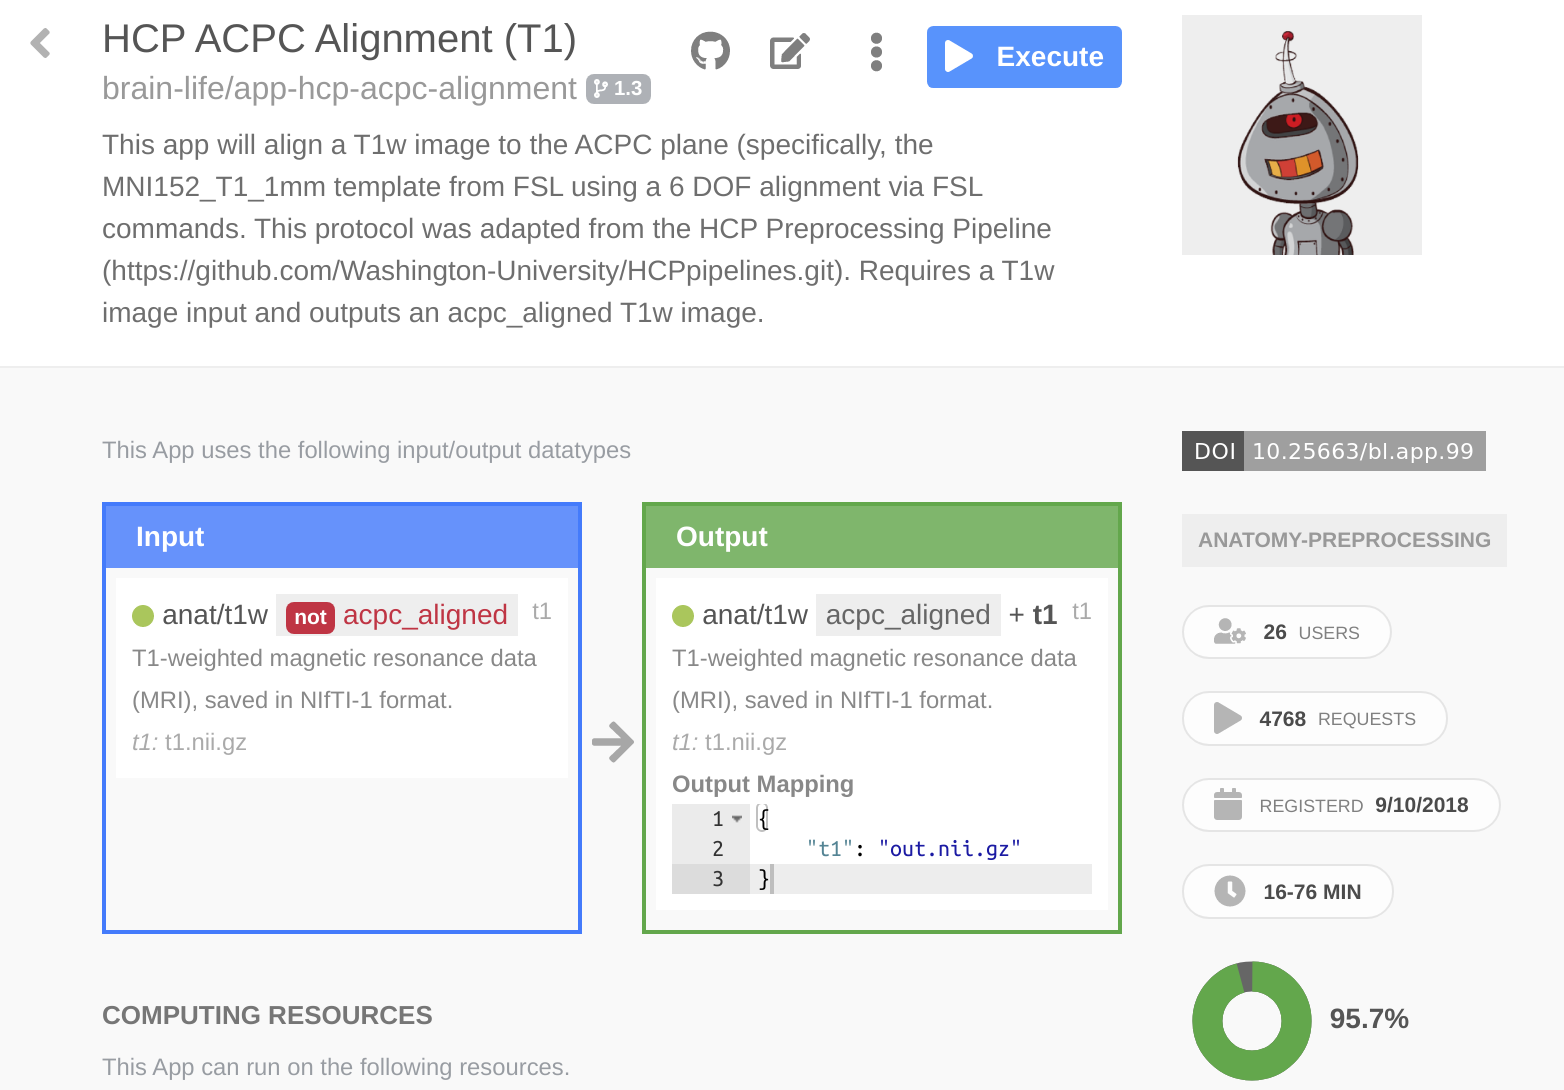 HCP ACPC Alignment (T1)
Execute
brain-life/app-hcp-acpc-alignment 1.3
This app will align a T1w image to the ACPC plane (specifically, the
MNI152_T1_1mm template from FSL using a 6 DOF alignment via FSL
commands. This protocol was adapted from the HCP Preprocessing Pipeline
(https://github.com/Washington-University/HCPpipelines.git). Requires a T1w
image input and outputs an acpc_aligned T1w image.
This App uses the following input/output datatypes
Input
anat/t1w not acpc_aligned t1
T1-weighted magnetic resonance data
(MRI), saved in NIfTI-1 format.
t1: t1.nii.gz
Output
anat/t1w acpc_aligned + t1 t1
T1-weighted magnetic resonance data
(MRI), saved in NIfTI-1 format.
t1: t1.nii.gz
Output Mapping
1 {
2 "t1": "out.nii.gz"
3 }
COMPUTING RESOURCES
This App can run on the following resources.
DOI 10.25663/bl.app.99
ANATOMY-PREPROCESSING
26 USERS
4768 REQUESTS
REGISTERD 9/10/2018
16-76 MIN
95.7%